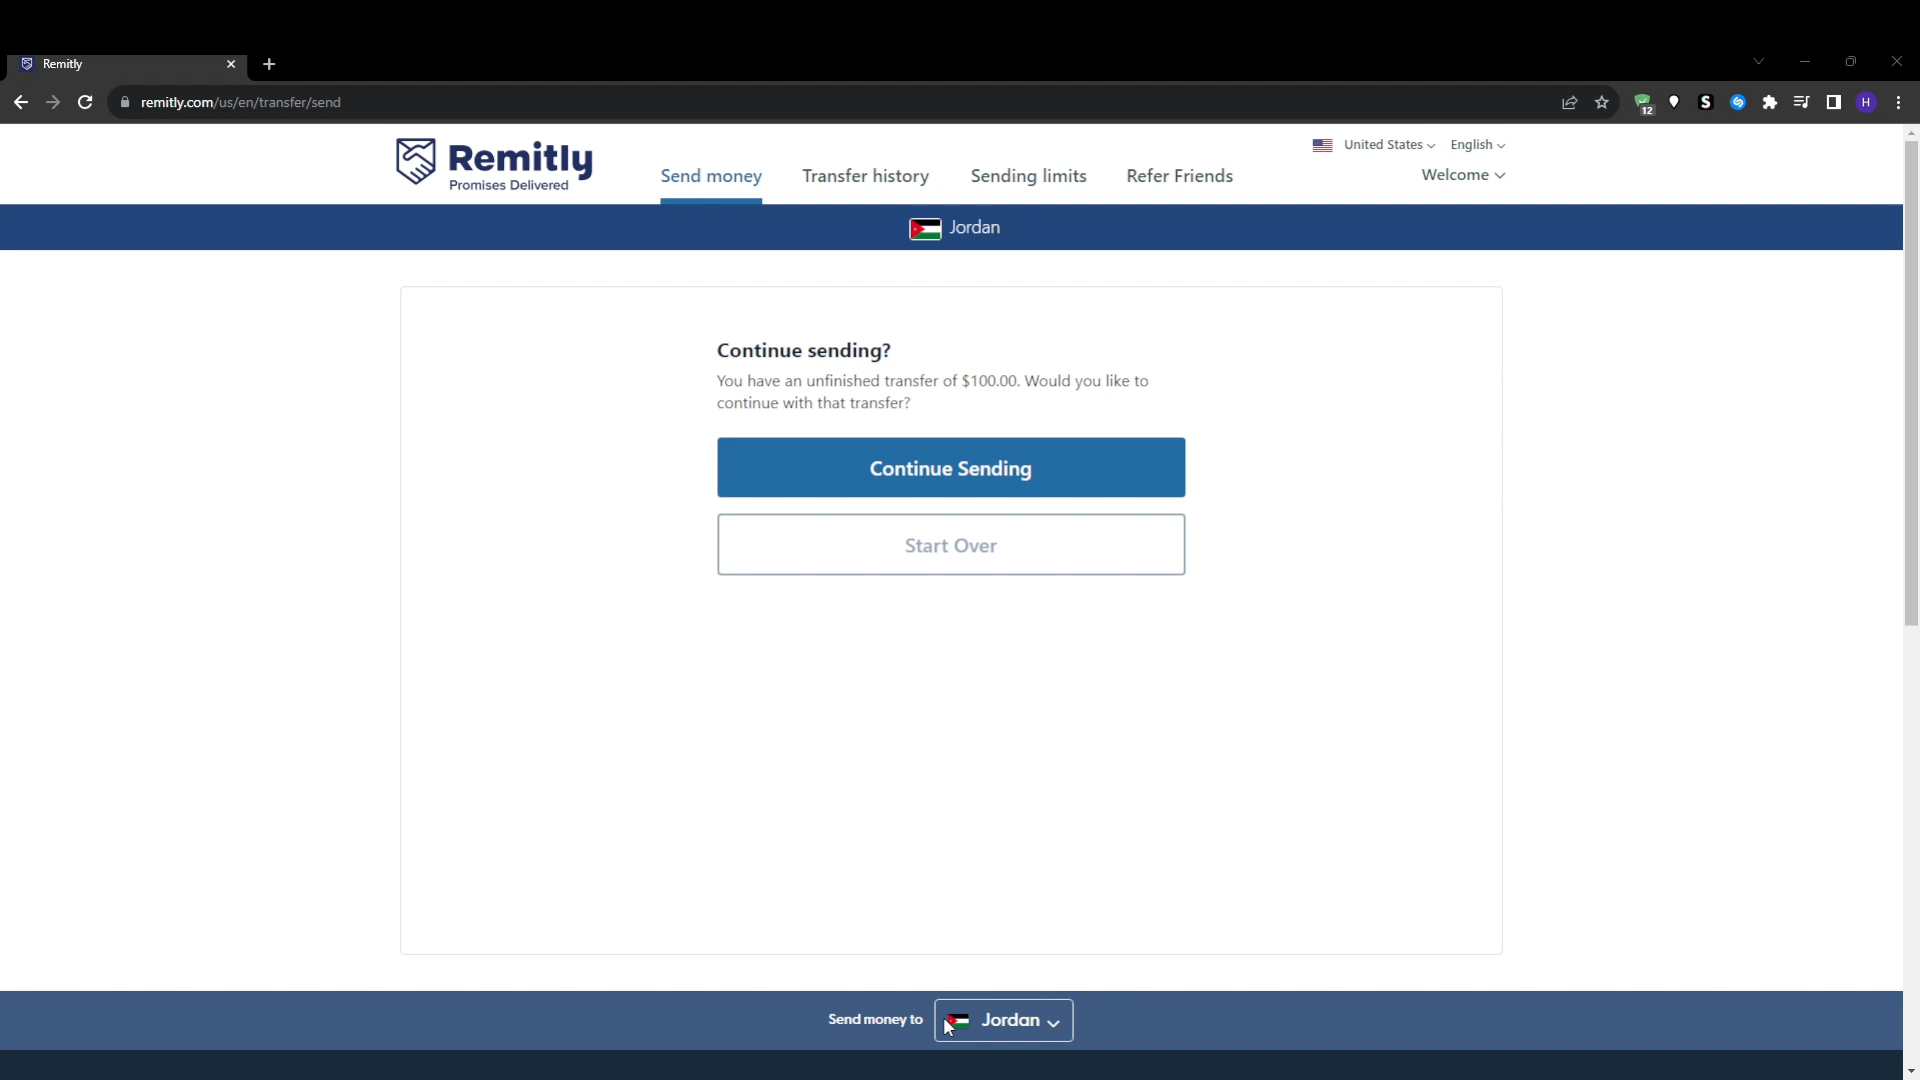 Remitly
remitly.com/us/en/transfer/send
12
S
H
Remitly
Promises Delivered
Send money
Transfer history
Sending limits
Refer Friends
United States
English
Welcome
Jordan
Continue sending?
You have an unfinished transfer of $100.00. Would you like to
continue with that transfer?
Continue Sending
Start Over
Send money to
Jordan